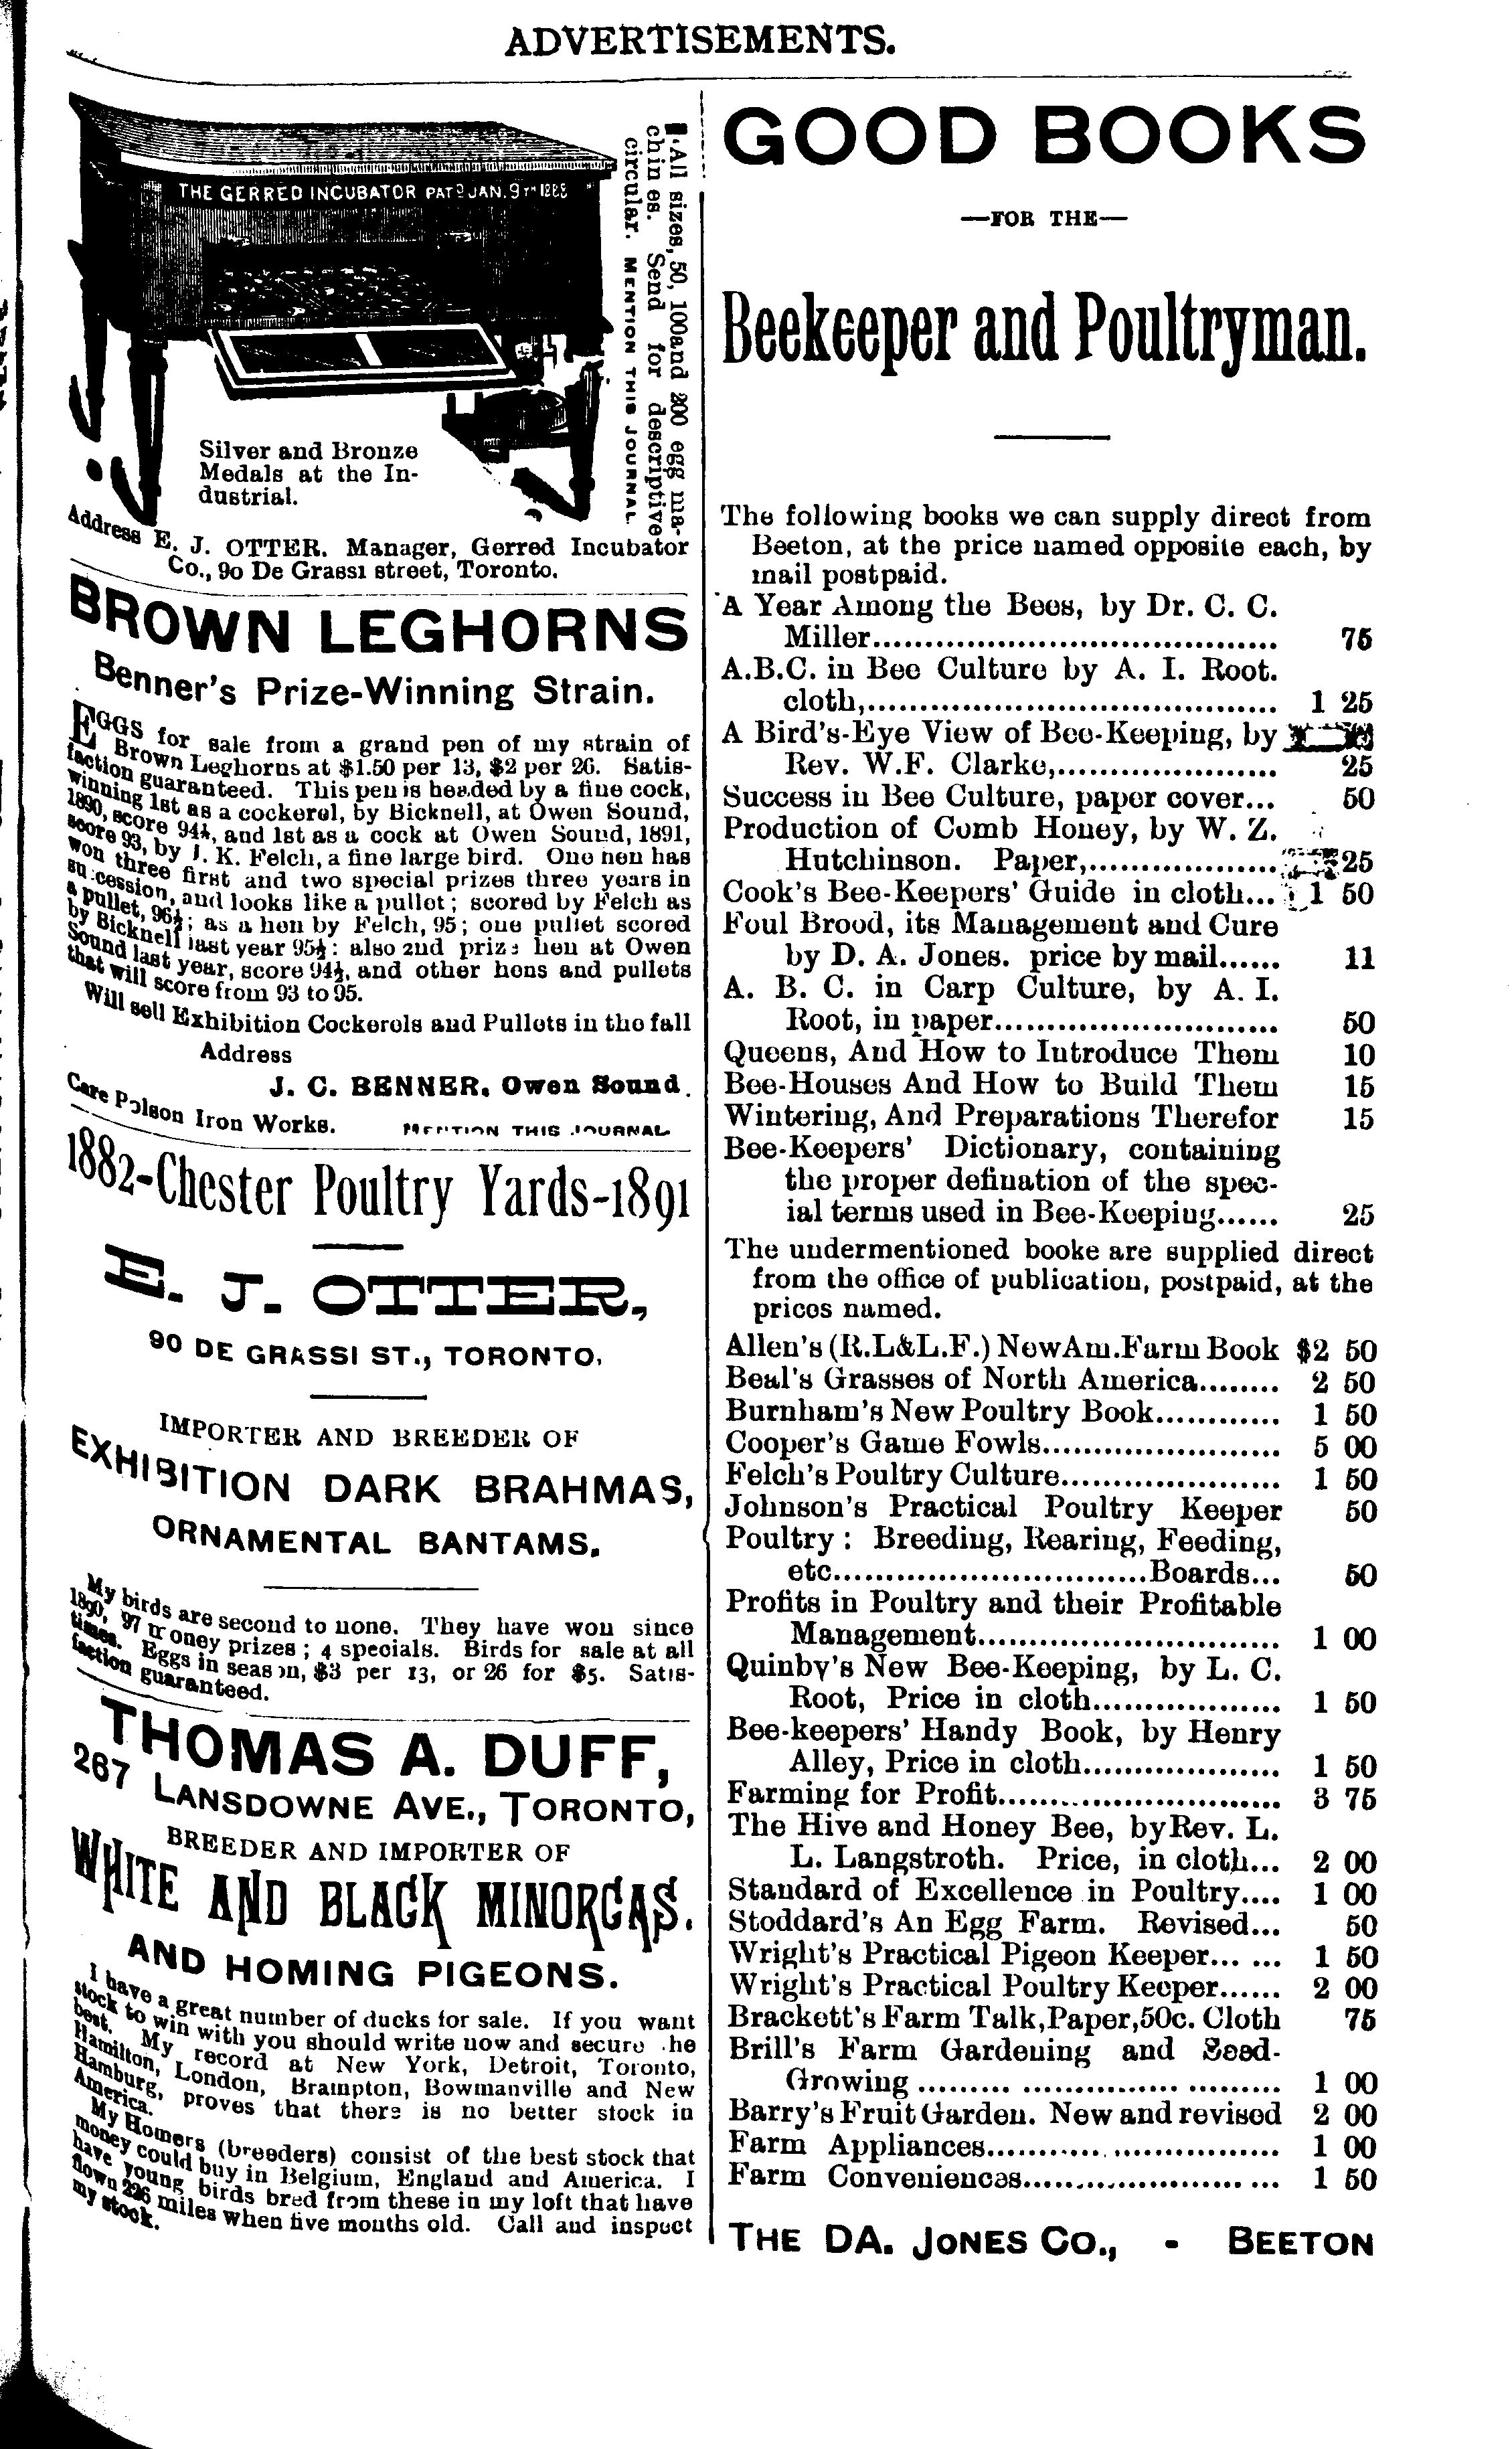 ADVERTISEMENTS.
THE GERRED INCUBATOR PATD JAN. 9TH 1888
All sizes, 50, 100and 200 egg ma-
chines. Send for descriptive
circular. MENTION THIS JOURNAL
Silver and Bronze
Medals at the In-
dustrial.
Address E. J. OTTER. Manager, Gerred Incubator
Co., 90 De Grassi street, Toronto.
BROWN LEGHORNS
Benner's Prize-Winning Strain.
EGGS for sale from a grand pen of my strain of
Brown Leghorns at $1.50 per 13, $2 per 26. Satis-
faction guaranteed. This pen is headed by a fine cock,
winning 1st as a cockerel, by Bicknell, at Owen Sound,
1890, score 94½, and 1st as a cock at Owen Sound, 1891,
score 93, by J. K. Felch, a fine large bird. One hen has
won three first and two special prizes three years in
su:cession, and looks like a pullet; scored by Felch as
a pullet, 96½; as a hen by Felch, 95; one pullet scored
by Bicknell last year 95½: also 2nd prize hen at Owen
Sound last year, score 94½, and other hens and pullets
that will score from 93 to 95.
Will sell Exhibition Cockerels and Pullets in the fall
Address
J. C. BENNER, Owen Sound.
Care Polson Iron Works. MENTION THIS JOURNAL
1882-Chester Poultry Yards-1891
E. J. OTTER,
90 DE GRASSI ST., TORONTO,
IMPORTER AND BREEDER OF
EXHIBITION DARK BRAHMAS,
ORNAMENTAL BANTAMS.
My birds are second to none. They have won since
1890, 97 money prizes; 4 specials. Birds for sale at all
times. Eggs in season, $3 per 13, or 26 for $5. Satis-
faction guaranteed.
THOMAS A. DUFF,
267 LANSDOWNE AVE., TORONTO,
BREEDER AND IMPORTER OF
WHITE AND BLACK MINORCAS.
AND HOMING PIGEONS.
I have a great number of ducks for sale. If you want
stock to win with you should write now and secure he
best. My record at New York, Detroit, Toronto,
Hamilton, London, Brampton, Bowmanville and New
Hamburg, proves that there is no better stock in
America.
My Homers (breeders) consist of the best stock that
money could buy in Belgium, England and America. I
have young birds bred from these in my loft that have
flown 226 miles when five mouths old. Call and inspect
my stock.
GOOD BOOKS
—FOR THE—
Beekeeper and Poultryman.
The following books we can supply direct from
Beeton, at the price named opposite each, by
mail postpaid.
A Year Among the Bees, by Dr. C. C.
Miller........ 75
A.B.C. in Bee Culture by A. I. Root.
cloth,........ 1 25
A Bird's-Eye View of Bee-Keeping, by
Rev. W.F. Clarke,........ 25
Success in Bee Culture, paper cover... 50
Production of Comb Honey, by W. Z.
Hutchinson. Paper,........ 25
Cook's Bee-Keepers' Guide in cloth... 1 50
Foul Brood, its Management and Cure
by D. A. Jones. price by mail...... 11
A. B. C. in Carp Culture, by A. I.
Root, in paper........ 50
Queens, And How to Introduce Them 10
Bee-Houses And How to Build Them 15
Wintering, And Preparations Therefor 15
Bee-Keepers' Dictionary, containing
the proper defination of the spec-
ial terms used in Bee-Keeping...... 25
The undermentioned booke are supplied direct
from the office of publication, postpaid, at the
prices named.
Allen's (R.L&L.F.) NewAm.Farm Book $2 50
Beal's Grasses of North America........ 2 50
Burnham's New Poultry Book........ 1 50
Cooper's Game Fowls........ 5 00
Felch's Poultry Culture........ 1 50
Johnson's Practical Poultry Keeper 50
Poultry : Breeding, Rearing, Feeding,
etc........Boards... 50
Profits in Poultry and their Profitable
Management........ 1 00
Quinby's New Bee-Keeping, by L. C.
Root, Price in cloth........ 1 50
Bee-keepers' Handy Book, by Henry
Alley, Price in cloth........ 1 50
Farming for Profit........ 3 75
The Hive and Honey Bee, byRev. L.
L. Langstroth. Price, in cloth... 2 00
Standard of Excellence in Poultry.... 1 00
Stoddard's An Egg Farm. Revised... 50
Wright's Practical Pigeon Keeper... ... 1 50
Wright's Practical Poultry Keeper...... 2 00
Brackett's Farm Talk,Paper,50c. Cloth 75
Brill's Farm Gardening and Seed-
Growing ........ 1 00
Barry's Fruit Garden. New and revised 2 00
Farm Appliances........ 1 00
Farm Conveniences........ 1 50
THE DA. JONES CO., - BEETON